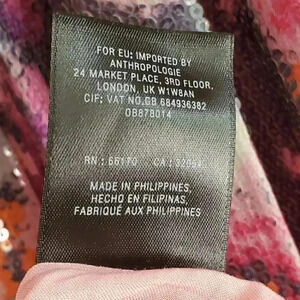 FOR EU: IMPORTED BY
ANTHROPOLOGIE
24 MARKET PLACE, 3RD FLOOR,
LONDON, UK W1W8AN
CIF; VAT NO.GB 684936382
OB878014
RN: 66170 CA:
MADE IN PHILIPPINES,
HECHO EN FILIPINAS,
FABRIQUÉ AUX PHILIPPINES